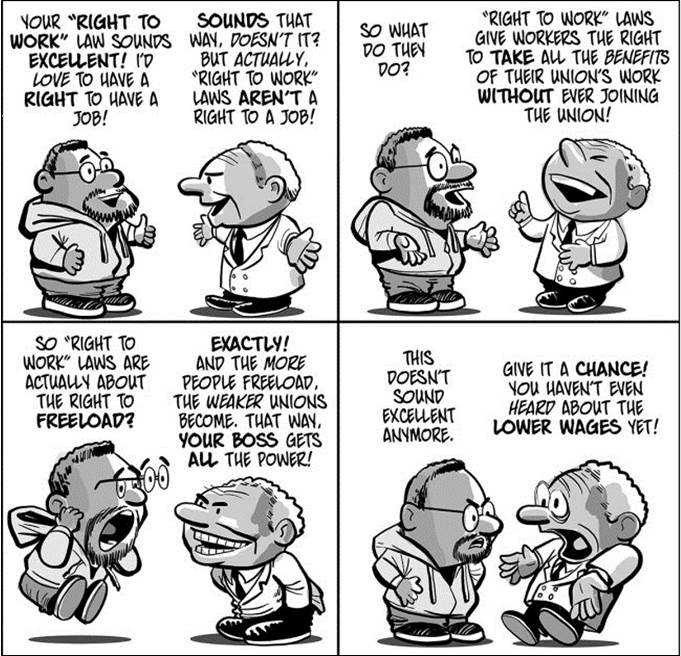 YOUR "RIGHT TO
WORK" LAW SOUNDS
EXCELLENT! I'D
LOVE TO HAVE A
RIGHT TO HAVE A
JOB!
SOUNDS THAT
WAY, DOESN'T IT?
BUT ACTUALLY,
"RIGHT TO WORK"
LAWS AREN'T A
RIGHT TO A JOB!
SO WHAT
DO THEY
DO?
"RIGHT TO WORK" LAWS
GIVE WORKERS THE RIGHT
TO TAKE ALL THE BENEFITS
OF THEIR UNION'S WORK
WITHOUT EVER JOINING
THE UNION!
SO "RIGHT TO
WORK" LAWS ARE
ACTUALLY ABOUT
THE RIGHT TO
FREELOAD?
EXACTLY!
AND THE MORE
PEOPLE FREELOAD,
THE WEAKER UNIONS
BECOME. THAT WAY,
YOUR BOSS GETS
ALL THE POWER!
THIS
DOESN'T
SOUND
EXCELLENT
ANYMORE.
GIVE IT A CHANCE!
YOU HAVEN'T EVEN
HEARD ABOUT THE
LOWER WAGES YET!